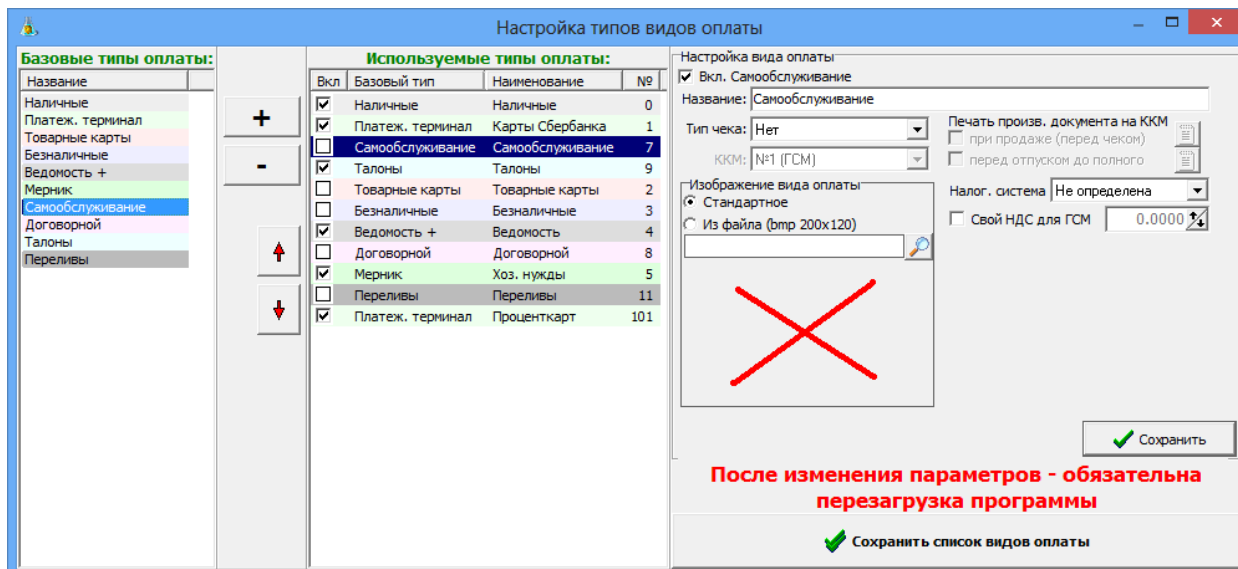 Настройка типов видов оплаты
Базовые типы оплаты:
Название
Наличные
Платеж. терминал
Товарные карты
Безналичные
Ведомость +
Мерник
Самообслуживание
Договорной
Талоны
Переливы
+
-
Используемые типы оплаты:
Вкл Базовый тип Наименование №
Наличные Наличные 0
Платеж. терминал Карты Сбербанка 1
Самообслуживание Самообслуживание 7
Талоны Талоны 9
Товарные карты Товарные карты 2
Безналичные Безналичные 3
Ведомость + Ведомость 4
Договорной Договорной 8
Мерник Хоз. нужды 5
Переливы Переливы 11
Платеж. терминал Проценткарт 101
Настройка вида оплаты
Вкл. Самообслуживание
Название: Самообслуживание
Тип чека: Нет
ККМ: №1 (ГСМ)
Печать произв. документа на ККМ
при продаже (перед чеком)
перед отпуском до полного
Изображение вида оплаты
Стандартное
Из файла (bmp 200x120)
Налог. система Не определена
Свой НДС для ГСМ 0.0000
Сохранить
После изменения параметров - обязательна
перезагрузка программы
Сохранить список видов оплаты